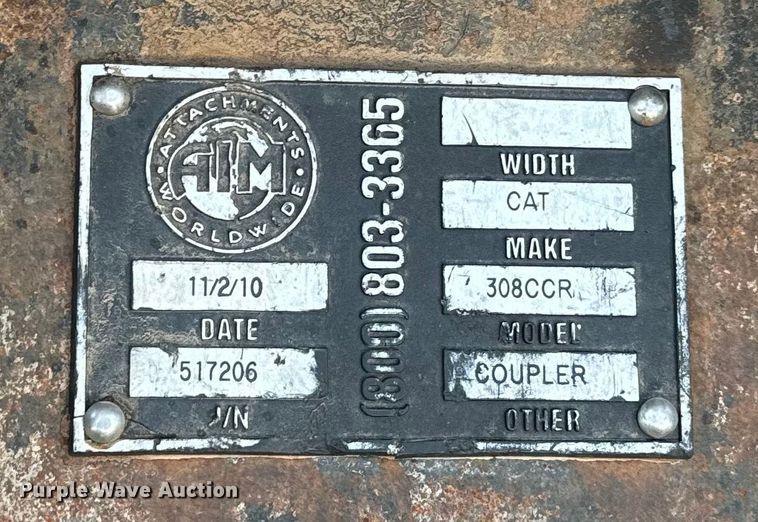 ATTACHMENTS
AIM
WORLDWIDE
11/2/10
DATE
517206
J/N
(800) 803-3365
WIDTH
CAT
MAKE
308CCR
MODEL
COUPLER
OTHER
Purple Wave Auction